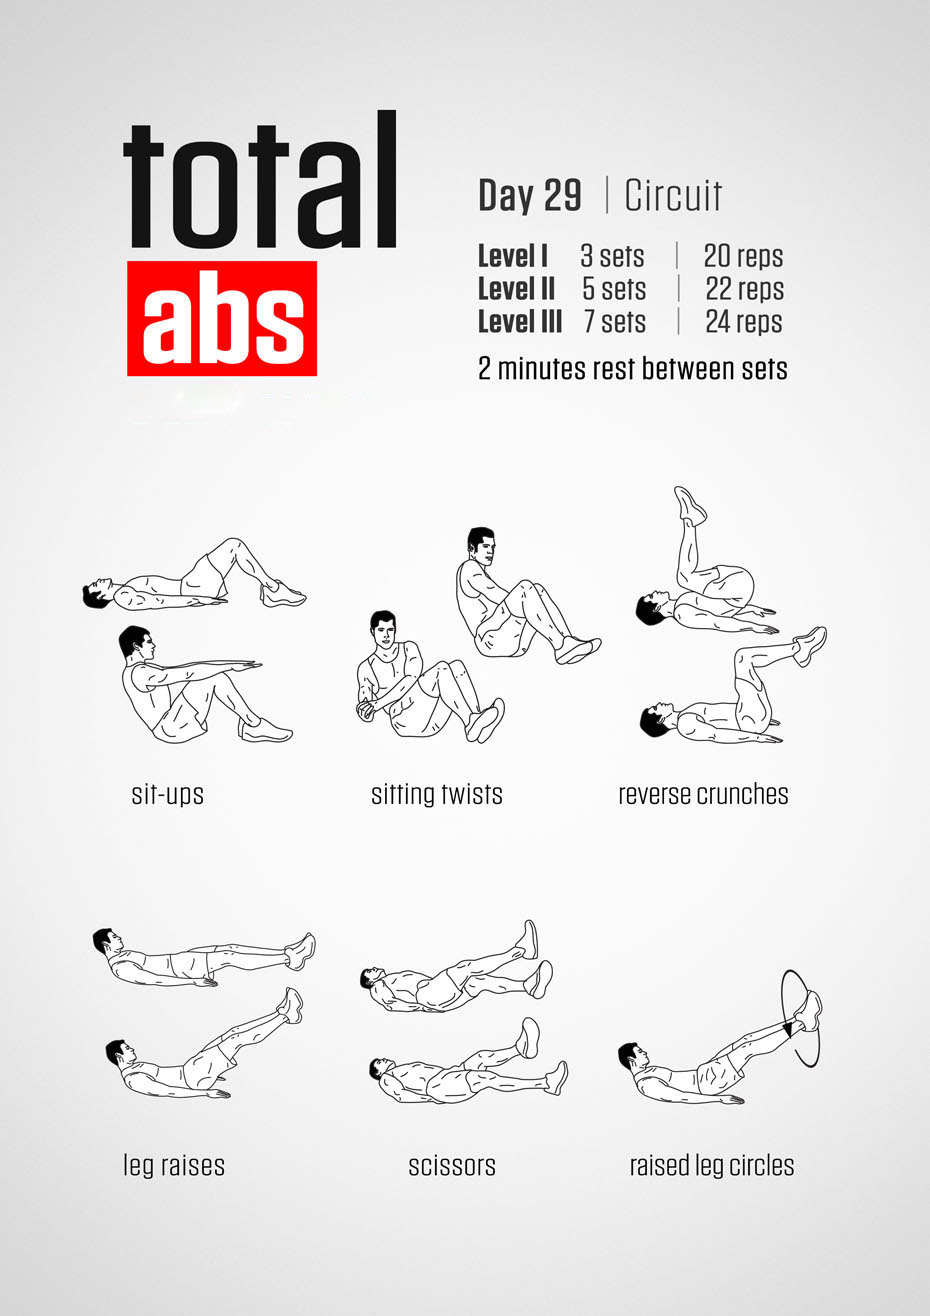 total
abs
Day 29 | Circuit
Level I 3 sets | 20 reps
Level II 5 sets | 22 reps
Level III 7 sets | 24 reps
2 minutes rest between sets
sit-ups
sitting twists
reverse crunches
leg raises
scissors
raised leg circles